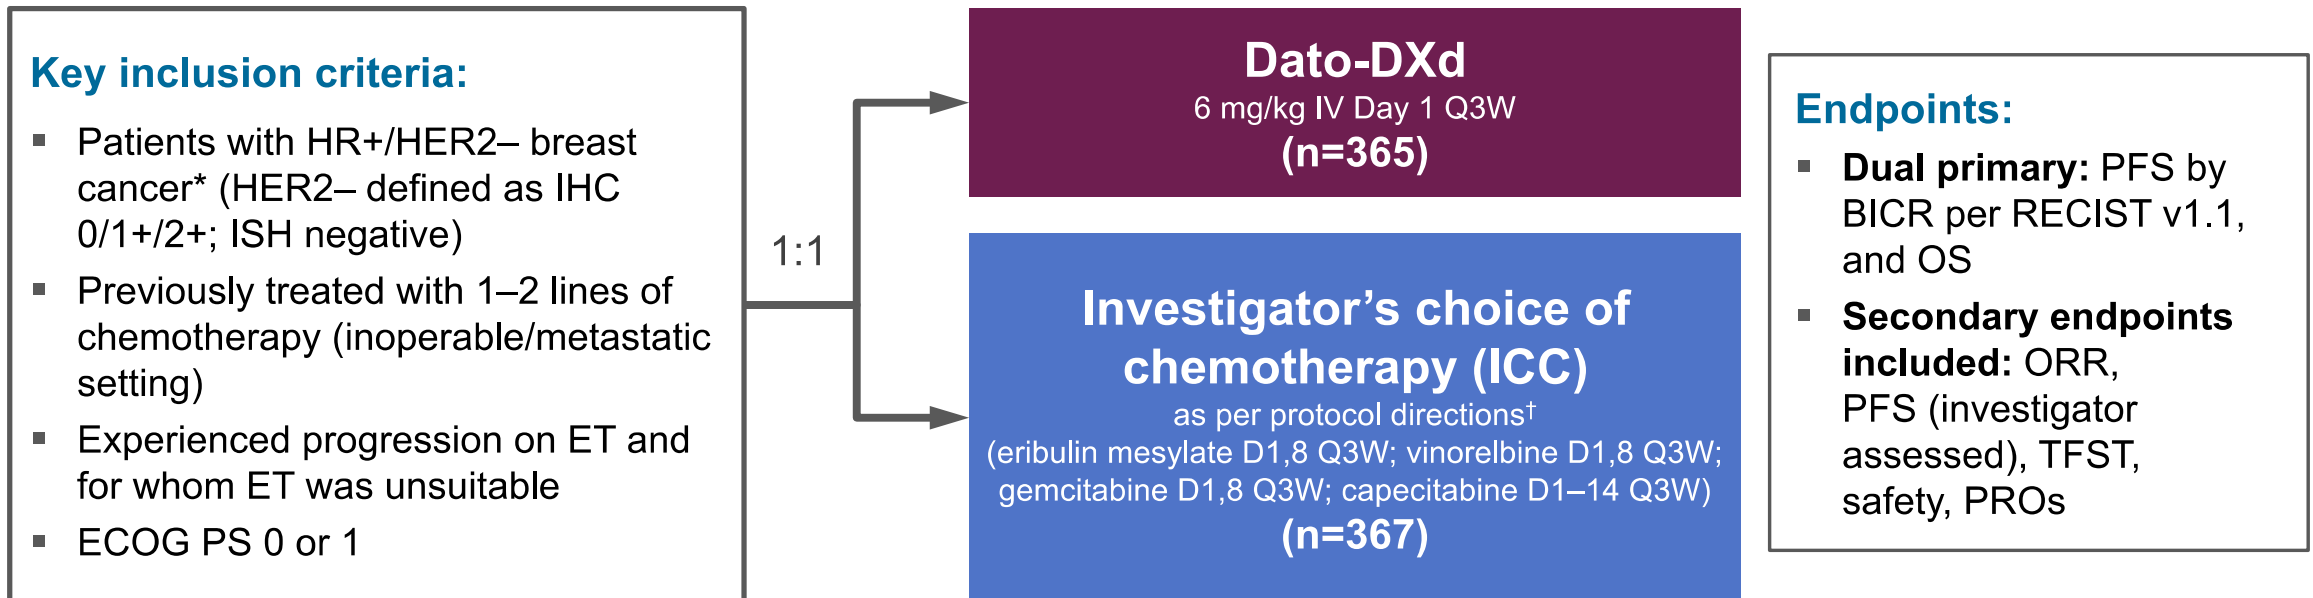 Key inclusion criteria:
▪ Patients with HR+/HER2– breast
cancer* (HER2– defined as IHC
0/1+/2+; ISH negative)
▪ Previously treated with 1–2 lines of
chemotherapy (inoperable/metastatic
setting)
▪ Experienced progression on ET and
for whom ET was unsuitable
▪ ECOG PS 0 or 1
1:1
Dato-DXd
6 mg/kg IV Day 1 Q3W
(n=365)
Investigator’s choice of
chemotherapy (ICC)
as per protocol directions†
(eribulin mesylate D1,8 Q3W; vinorelbine D1,8 Q3W;
gemcitabine D1,8 Q3W; capecitabine D1–14 Q3W)
(n=367)
Endpoints:
▪ Dual primary: PFS by
BICR per RECIST v1.1,
and OS
▪ Secondary endpoints
included: ORR,
PFS (investigator
assessed), TFST,
safety, PROs